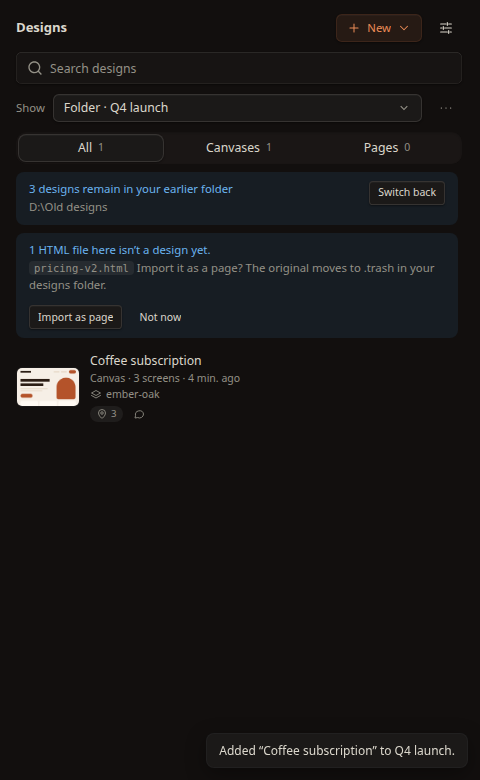 Designs
New
Search designs
Show
Folder · Q4 launch
All 1
Canvases 1
Pages 0
3 designs remain in your earlier folder
Switch back
D:\Old designs
1 HTML file here isn’t a design yet.
pricing-v2.html Import it as a page? The original moves to .trash in your
designs folder.
Import as page
Not now
Coffee subscription
Canvas · 3 screens · 4 min. ago
ember-oak
3
Added “Coffee subscription” to Q4 launch.